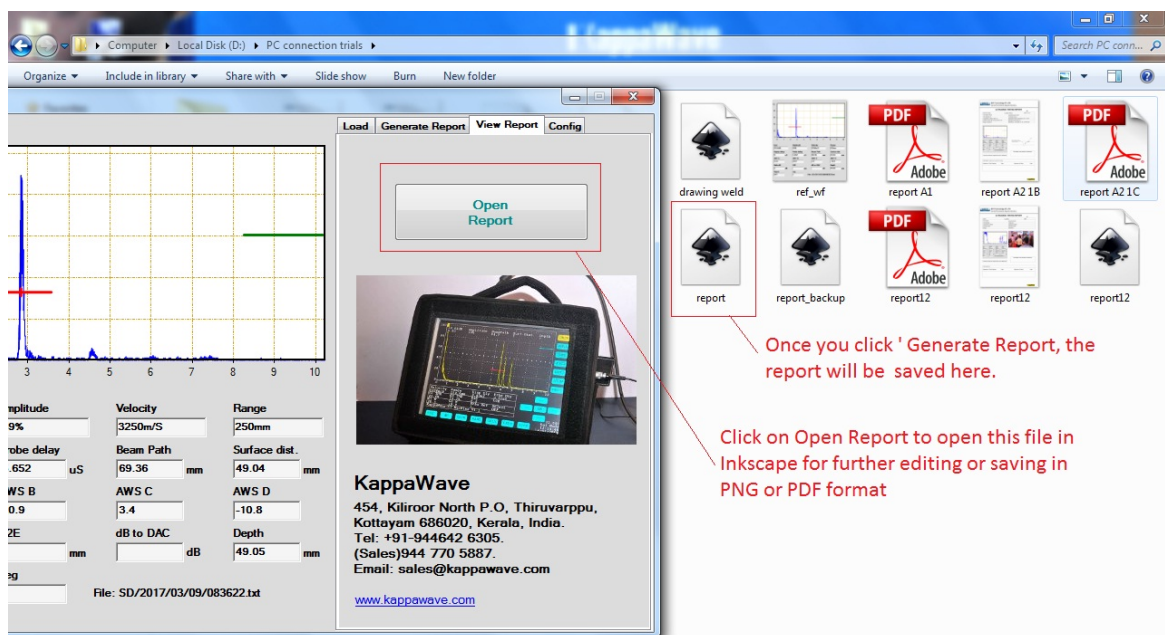 KappaWave
Computer ▸ Local Disk (D:) ▸ PC connection trials ▸
Search PC conn...
Organize Include in library Share with Slide show Burn New folder
Load Generate Report View Report Config
Open
Report
3 4 5 6 7 8 9 10
mplitude Velocity Range
9% 3250m/S 250mm
robe delay Beam Path Surface dist.
.652 uS 69.36 mm 49.04 mm
WS B AWS C AWS D
0.9 3.4 -10.8
2E dB to DAC Depth
mm dB 49.05 mm
eg
File: SD/2017/03/09/083622.txt
KappaWave
454, Kiliroor North P.O, Thiruvarppu,
Kottayam 686020, Kerala, India.
Tel: +91-944642 6305.
(Sales)944 770 5887.
Email: sales@kappawave.com
www.kappawave.com
PDF PDF
Adobe Adobe
drawing weld ref_wf report A1 report A2 1B report A2 1C
PDF
Adobe
report report_backup report12 report12 report12
Once you click ' Generate Report, the
report will be saved here.
Click on Open Report to open this file in
Inkscape for further editing or saving in
PNG or PDF format